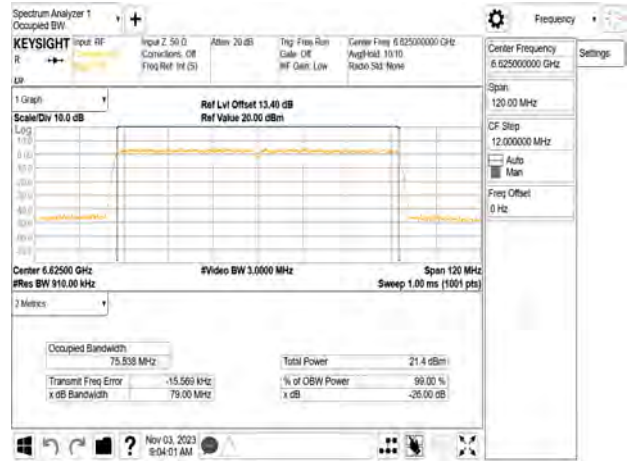 Spectrum Analyzer 1
Occupied BW
Frequency
KEYSIGHT
R
Input: RF
Input Z: 50 Ω
Corrections: Off
Freq Ref: Int (S)
Atten: 20 dB
Trig: Free Run
Gate: Off
#IF Gain: Low
Center Freq: 6.625000000 GHz
Avg|Hold: 10/10
Radio Std: None
Center Frequency
6.625000000 GHz
Settings
Span
120.00 MHz
CF Step
12.000000 MHz
Auto
Man
Freq Offset
0 Hz
1 Graph
Scale/Div 10.0 dB
Ref Lvl Offset 13.40 dB
Ref Value 20.00 dBm
Log
Center 6.62500 GHz
#Res BW 910.00 kHz
#Video BW 3.0000 MHz
Span 120 MHz
Sweep 1.00 ms (1001 pts)
2 Metrics
Occupied Bandwidth
75.838 MHz
Total Power
21.4 dBm
Transmit Freq Error
-15.569 kHz
% of OBW Power
99.00 %
x dB Bandwidth
79.00 MHz
x dB
-26.00 dB
?
Nov 03, 2023
9:04:01 AM